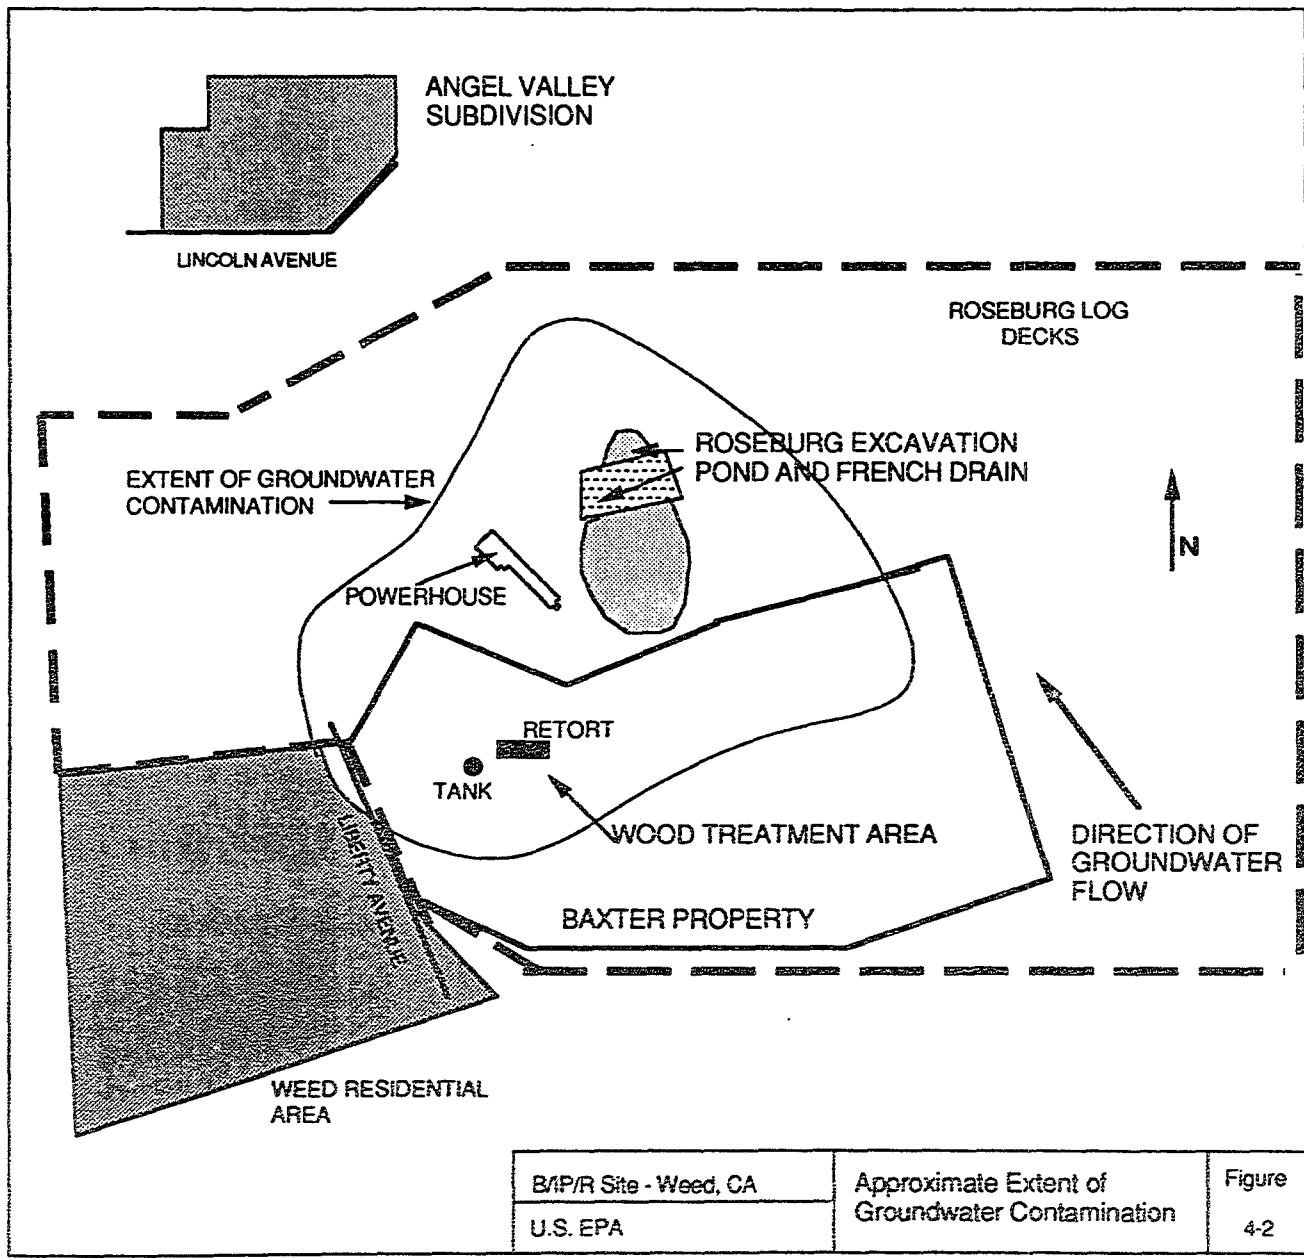 ANGEL VALLEY
SUBDIVISION
LINCOLN AVENUE
ROSEBURG LOG
DECKS
ROSEBURG EXCAVATION
POND AND FRENCH DRAIN
EXTENT OF GROUNDWATER
CONTAMINATION
N
POWERHOUSE
RETORT
TANK
WOOD TREATMENT AREA
LIBERTY AVENUE
DIRECTION OF
GROUNDWATER
FLOW
BAXTER PROPERTY
WEED RESIDENTIAL
AREA
B/IP/R Site - Weed, CA
U.S. EPA
Approximate Extent of
Groundwater Contamination
Figure
4-2